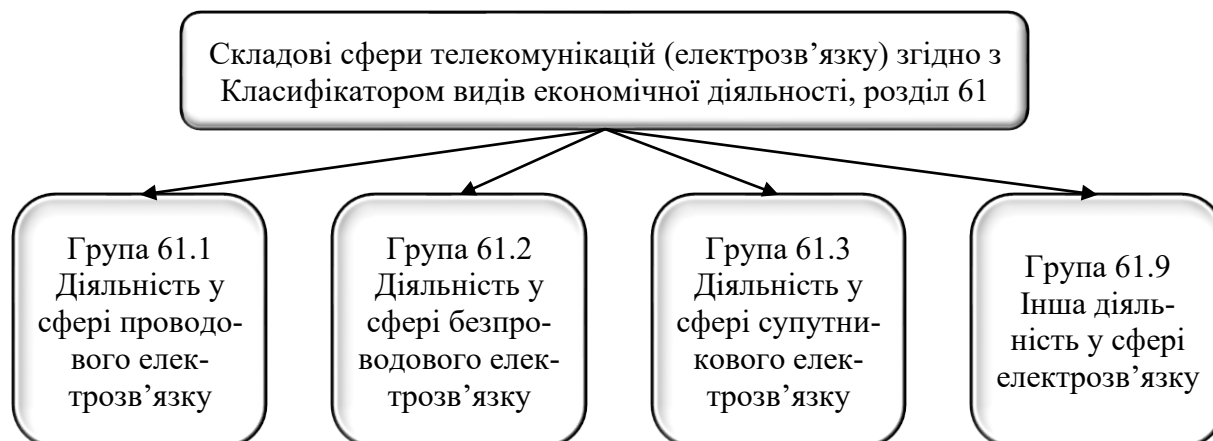 Складові сфери телекомунікацій (електрозв’язку) згідно з
Класифікатором видів економічної діяльності, розділ 61
Група 61.1
Діяльність у
сфері проводо-
вого елек-
трозв’язку
Група 61.2
Діяльність у
сфері безпро-
водового елек-
трозв’язку
Група 61.3
Діяльність у
сфері супутни-
кового елек-
трозв’язку
Група 61.9
Інша діяль-
ність у сфері
електрозв’язку